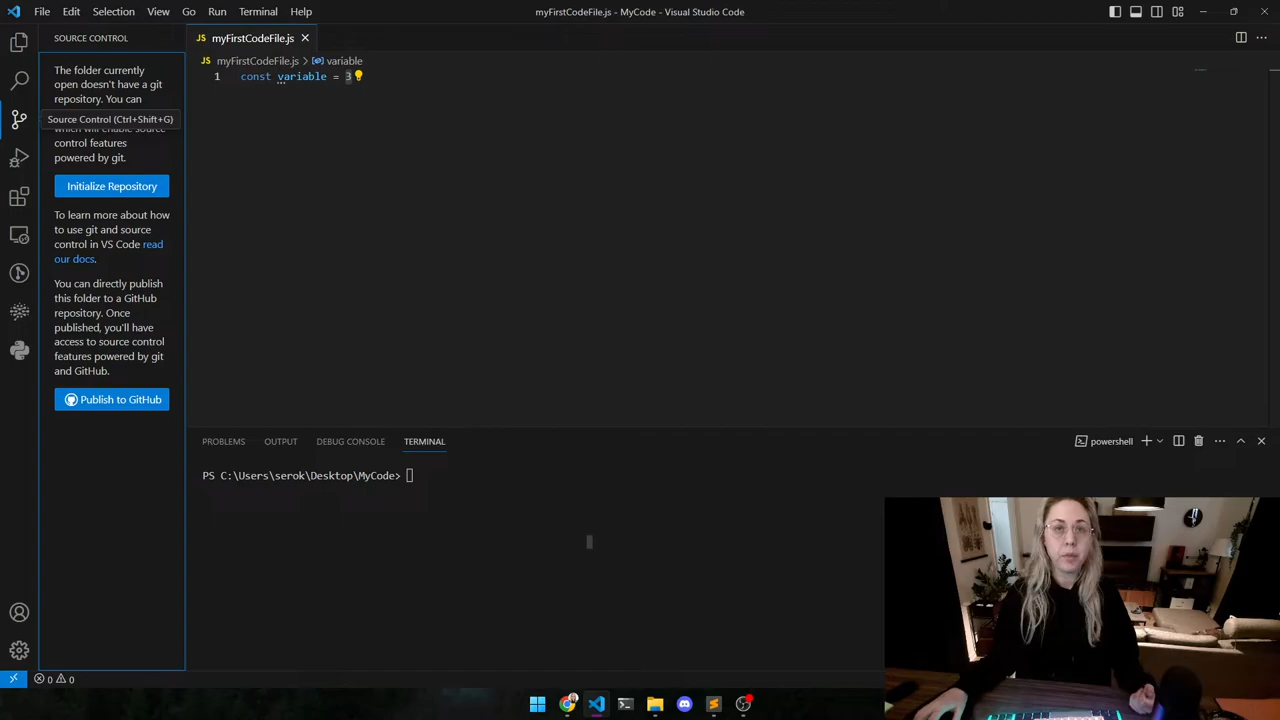 File Edit Selection View Go Run Terminal Help
myFirstCodeFile.js - MyCode - Visual Studio Code
SOURCE CONTROL
The folder currently
open doesn't have a git
repository. You can
Source Control (Ctrl+Shift+G)
which will enable source
control features
powered by git.
Initialize Repository
To learn more about how
to use git and source
control in VS Code read
our docs.
You can directly publish
this folder to a GitHub
repository. Once
published, you'll have
access to source control
features powered by git
and GitHub.
Publish to GitHub
JS myFirstCodeFile.js
JS myFirstCodeFile.js > variable
1 const variable = 3
PROBLEMS OUTPUT DEBUG CONSOLE TERMINAL
powershell
PS C:\Users\serok\Desktop\MyCode>
0 0